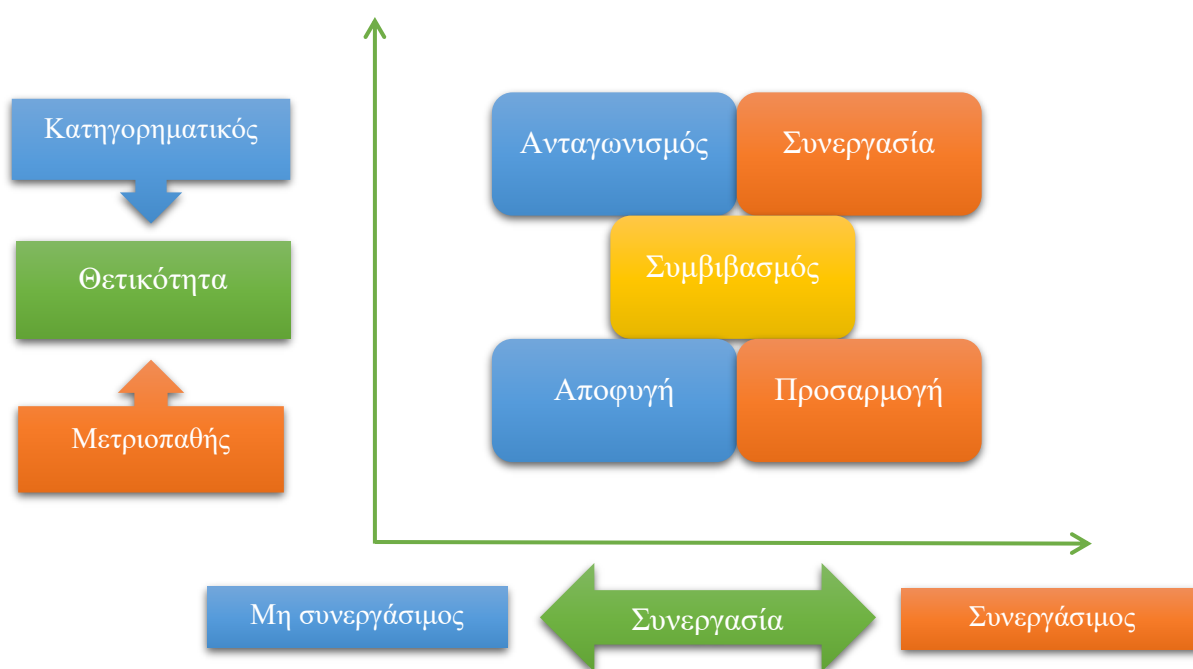 Κατηγορηματικός
Ανταγωνισμός
Συνεργασία
Θετικότητα
Συμβιβασμός
Αποφυγή
Προσαρμογή
Μετριοπαθής
Μη συνεργάσιμος
Συνεργασία
Συνεργάσιμος